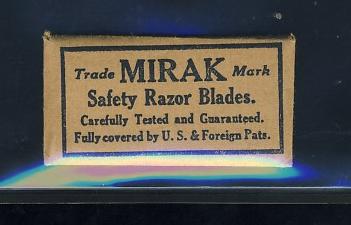 Trade MIRAK Mark
Safety Razor Blades.
Carefully Tested and Guaranteed.
Fully covered by U. S. & Foreign Pats.